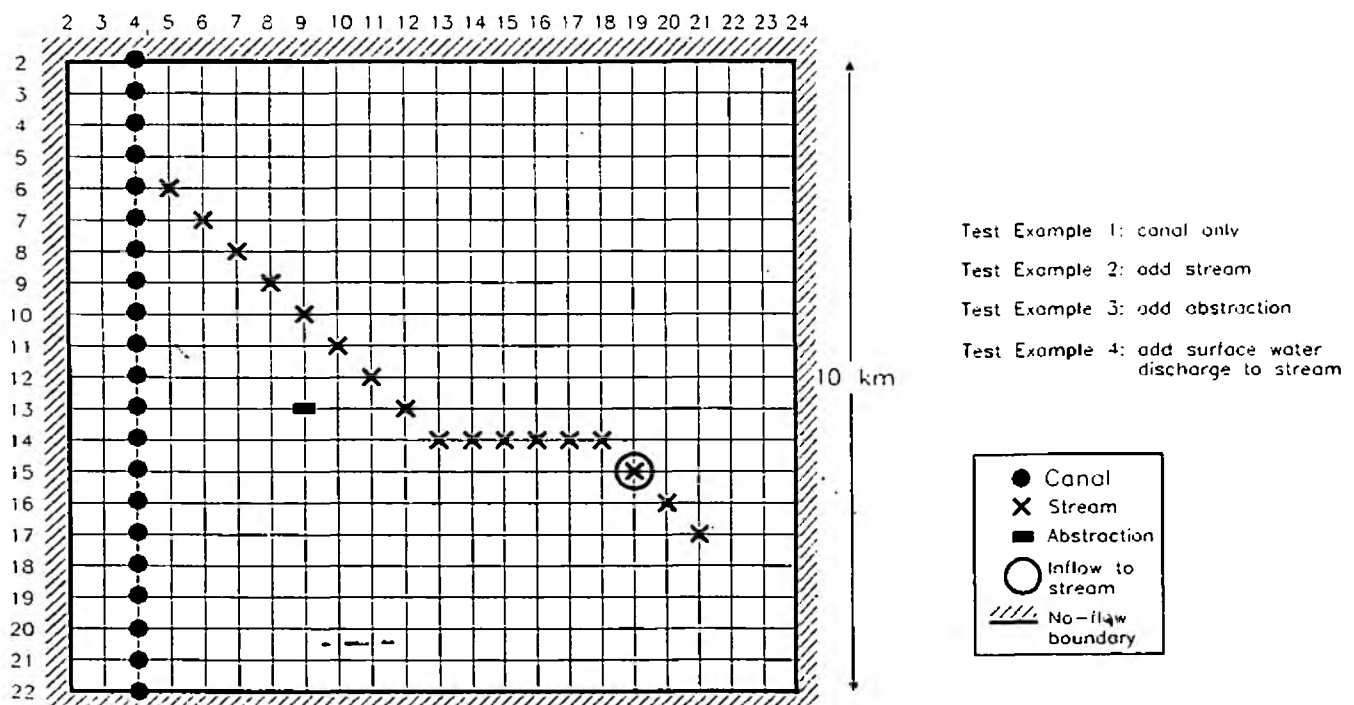 2 3 4 5 6 7 8 9 10 11 12 13 14 15 16 17 18 19 20 21 22 23 24
2
3
4
5
6
7
8
9
10
11
12
13
14
15
16
17
18
19
20
21
22
10 km
Test Example 1: canal only
Test Example 2: add stream
Test Example 3: add abstraction
Test Example 4: add surface water
discharge to stream
Canal
Stream
Abstraction
Inflow to
stream
No-flow
boundary